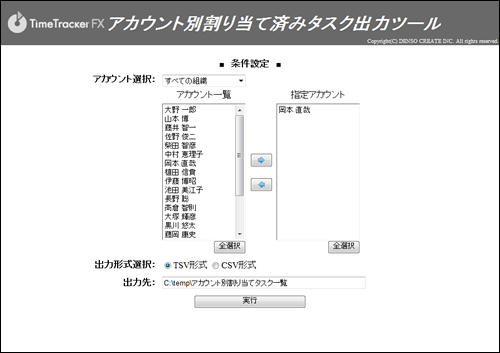 TimeTracker FX アカウント別割り当て済みタスク出力ツール
Copyright(C) DENSO CREATE INC. All rights reserved.
■ 条件設定 ■
アカウント選択: すべての組織
アカウント一覧 指定アカウント
大野 一郎 岡本 直哉
山本 博
藤井 智一
佐野 俊二
柴田 智彦
中村 恵理子
岡本 直哉
植田 信貴
伊藤 博昭
池田 美江子
長野 聡
高倉 智則
大塚 輝彦
黒川 悠太
藤岡 康史
全選択 全選択
出力形式選択: TSV形式 CSV形式
出力先: C:\temp\アカウント別割り当てタスク一覧
実行